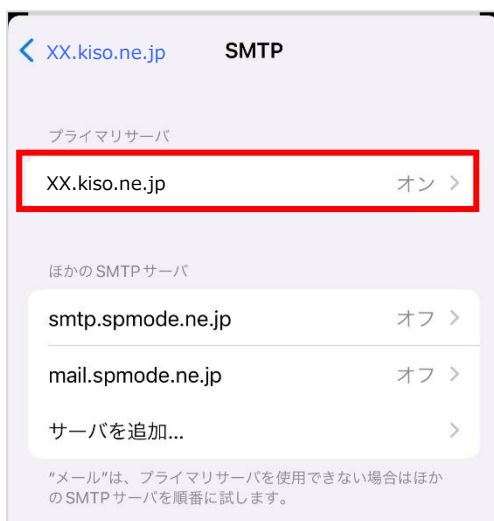 XX.kiso.ne.jp SMTP
プライマリサーバ
XX.kiso.ne.jp オン
ほかのSMTPサーバ
smtp.spmode.ne.jp オフ
mail.spmode.ne.jp オフ
サーバを追加...
"メール"は、プライマリサーバを使用できない場合はほか
のSMTPサーバを順番に試します。